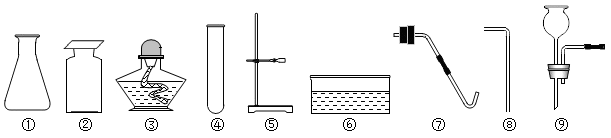 ① ② ③ ④ ⑤ ⑥ ⑦ ⑧ ⑨